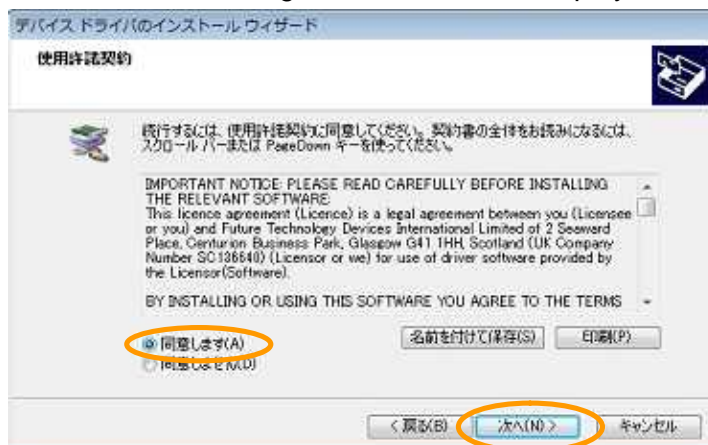 デバイス ドライバのインストール ウィザード
使用許諾契約
続行するには、使用許諾契約に同意してください。契約書の全体をお読みになるには、
スクロール バーまたは PageDown キーを使ってください。
IMPORTANT NOTICE: PLEASE READ CAREFULLY BEFORE INSTALLING
THE RELEVANT SOFTWARE:
This licence agreement (Licence) is a legal agreement between you (Licensee
or you) and Future Technology Devices International Limited of 2 Seaward
Place, Centurion Business Park, Glasgow G41 1HH, Scotland (UK Company
Number SC136640) (Licensor or we) for use of driver software provided by
the Licensor(Software).
BY INSTALLING OR USING THIS SOFTWARE YOU AGREE TO THE TERMS
同意します(A)
名前を付けて保存(S)
印刷(P)
同意しません(D)
< 戻る(B)
次へ(N) >
キャンセル